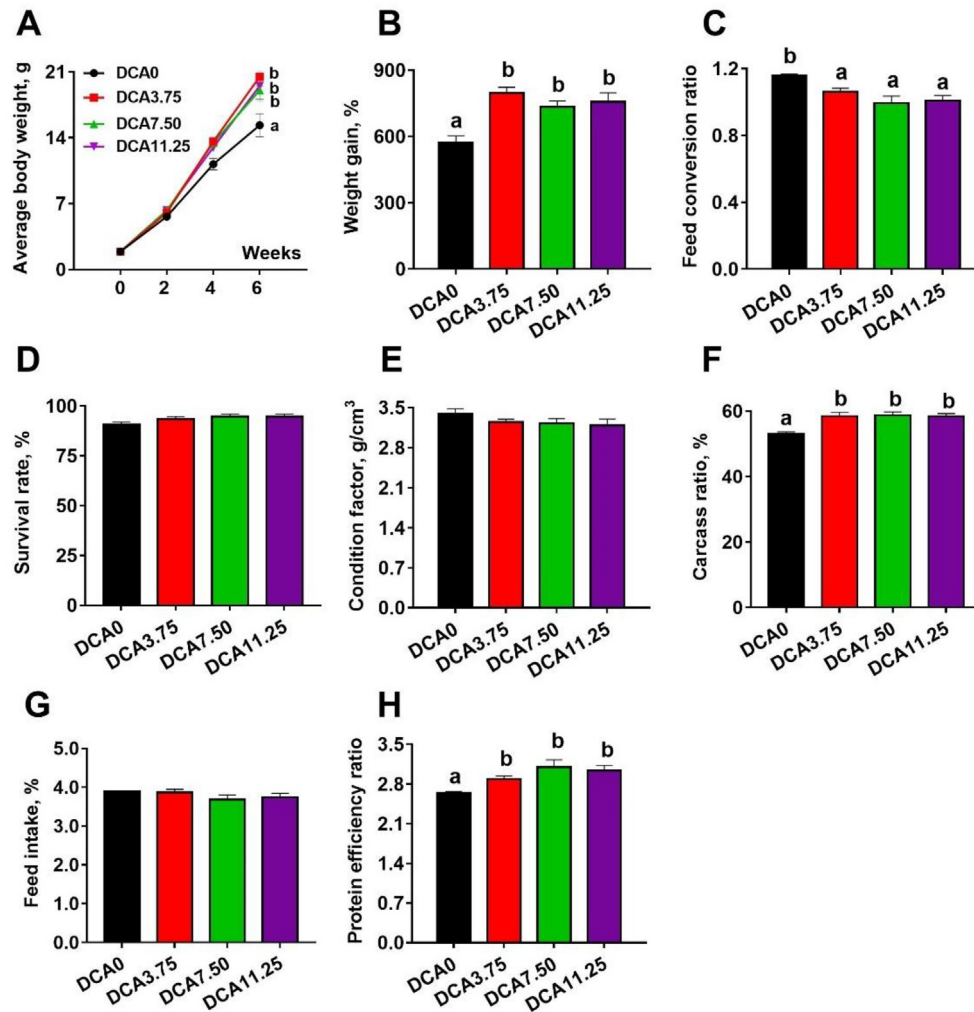 A
Average body weight, g
21
14
7
0
DCA0
DCA3.75
DCA7.50
DCA11.25
b
b
b
a
Weeks
0 2 4 6
B
Weight gain, %
900
600
300
0
a b b b
DCA0 DCA3.75 DCA7.50 DCA11.25
C
Feed conversion ratio
1.2
0.8
0.4
0.0
b a a a
DCA0 DCA3.75 DCA7.50 DCA11.25
D
Survival rate, %
100
75
50
25
0
DCA0 DCA3.75 DCA7.50 DCA11.25
E
Condition factor, g/cm³
3.5
2.8
2.1
1.4
0.7
0.0
DCA0 DCA3.75 DCA7.50 DCA11.25
F
Carcass ratio, %
60
40
20
0
a b b b
DCA0 DCA3.75 DCA7.50 DCA11.25
G
Feed intake, %
5.0
4.0
3.0
2.0
1.0
0.0
DCA0 DCA3.75 DCA7.50 DCA11.25
H
Protein efficiency ratio
3.5
2.8
2.1
1.4
0.7
0.0
a b b b
DCA0 DCA3.75 DCA7.50 DCA11.25